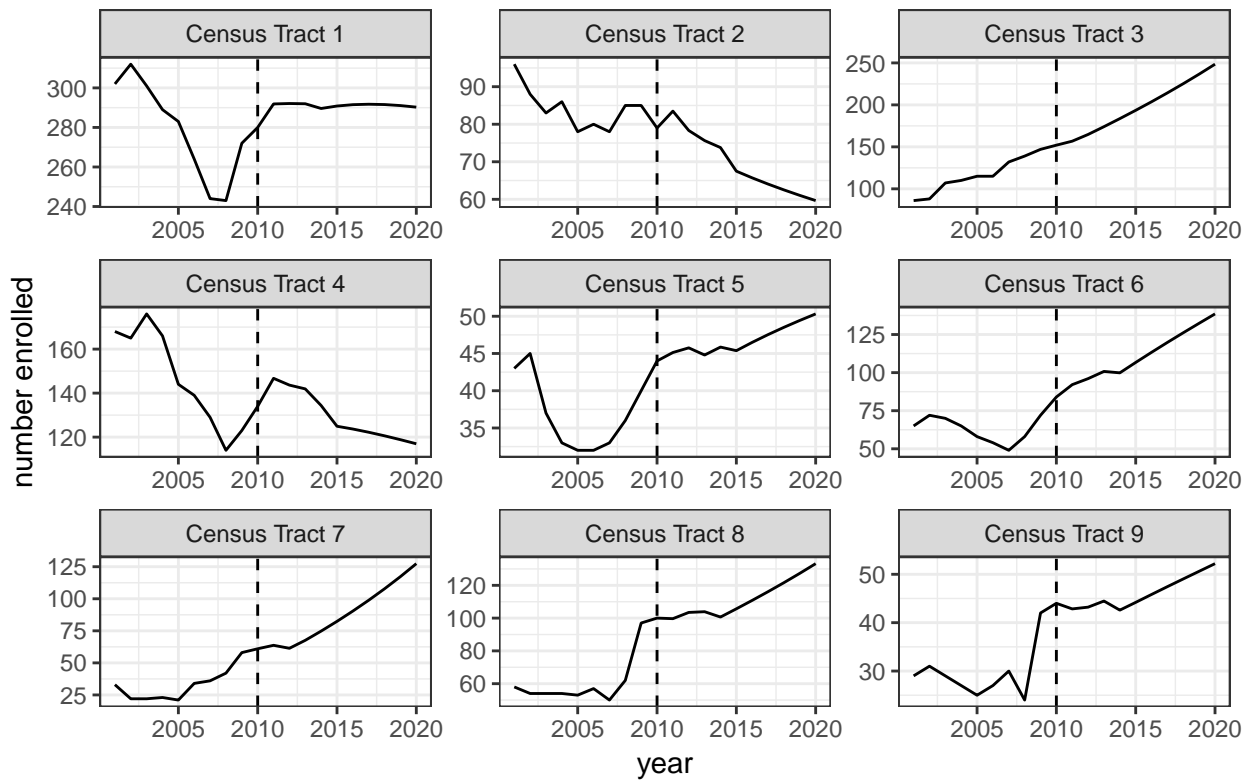 Census Tract 1
Census Tract 2
Census Tract 3
300
280
260
240
2005 2010 2015 2020
90
80
70
60
2005 2010 2015 2020
250
200
150
100
2005 2010 2015 2020
number enrolled
Census Tract 4
Census Tract 5
Census Tract 6
160
140
120
2005 2010 2015 2020
50
45
40
35
2005 2010 2015 2020
125
100
75
50
2005 2010 2015 2020
Census Tract 7
Census Tract 8
Census Tract 9
125
100
75
50
25
2005 2010 2015 2020
120
100
80
60
2005 2010 2015 2020
50
40
30
2005 2010 2015 2020
year